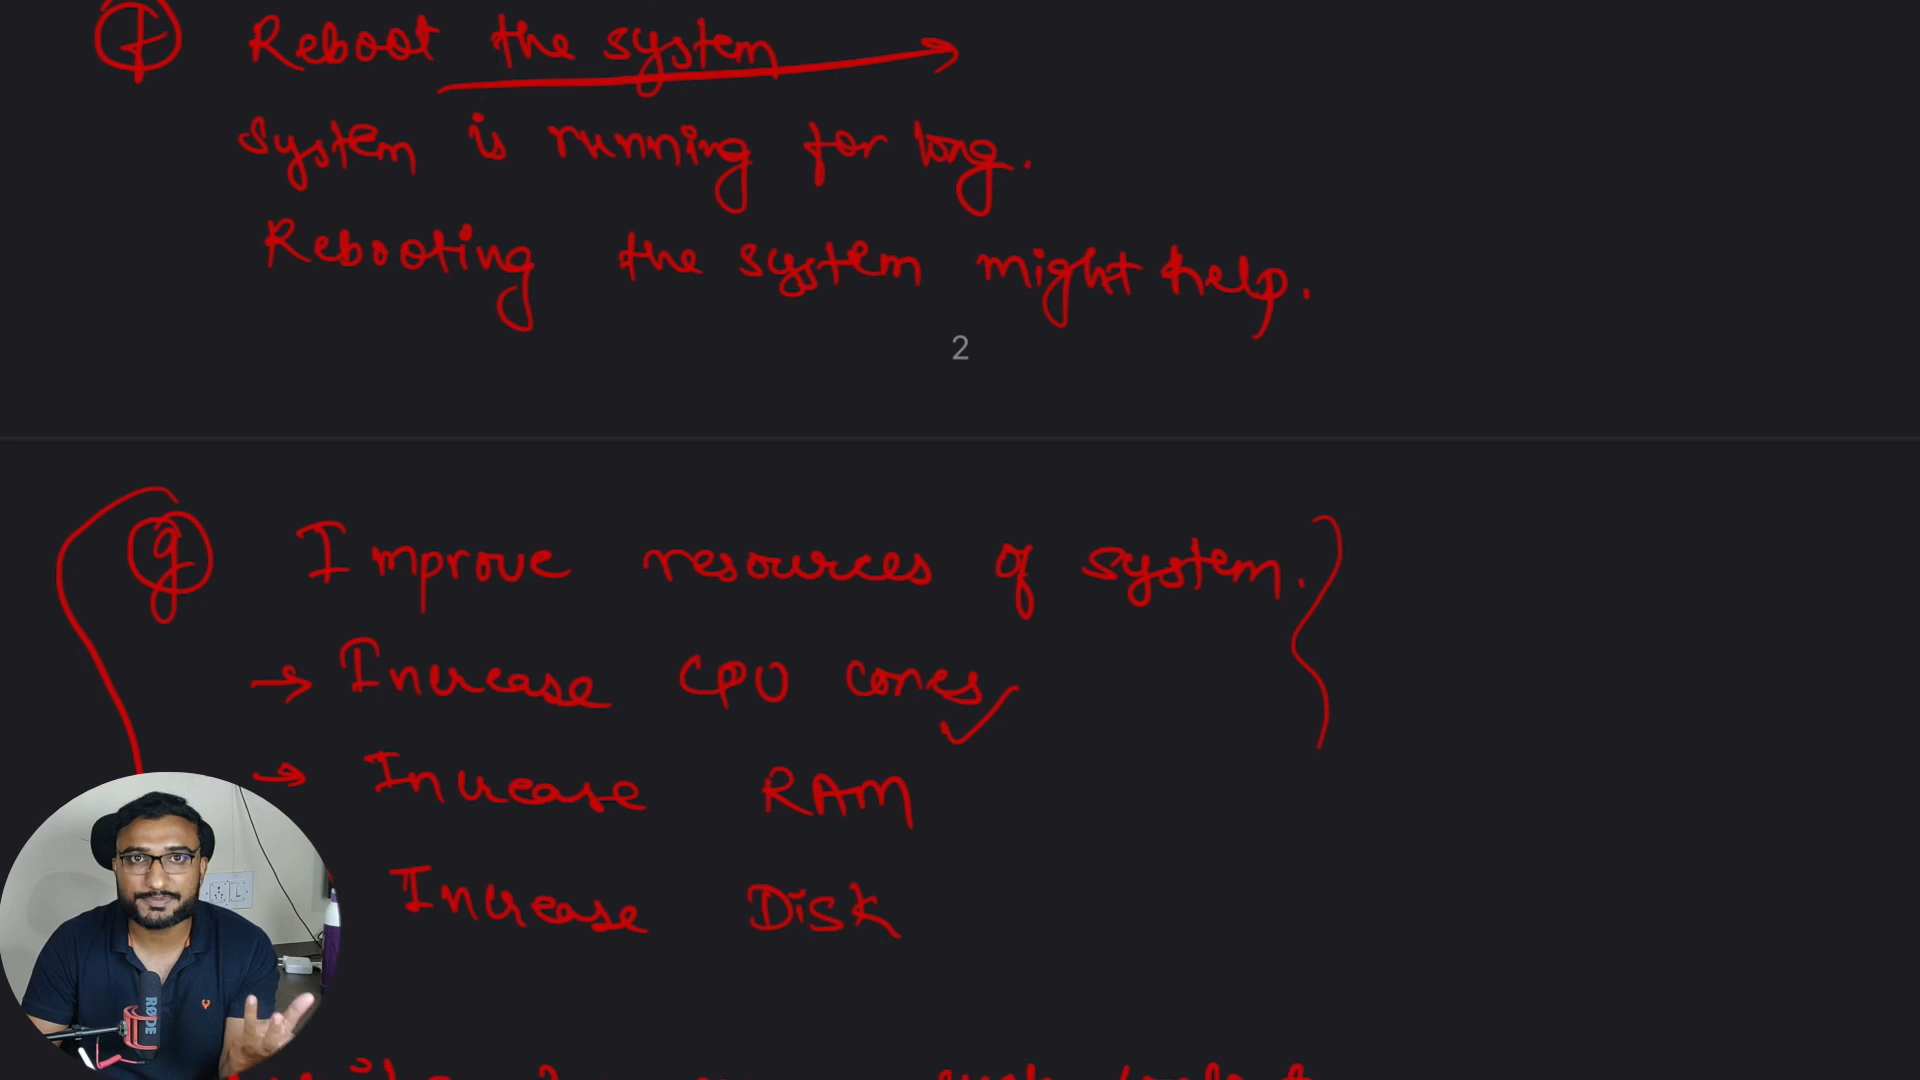 f Reboot the system
System is running for long.
Rebooting the system might help.
2
g Improve resources of system.
→ Increase CPU cores
→ Increase RAM
Increase Disk
RØDE